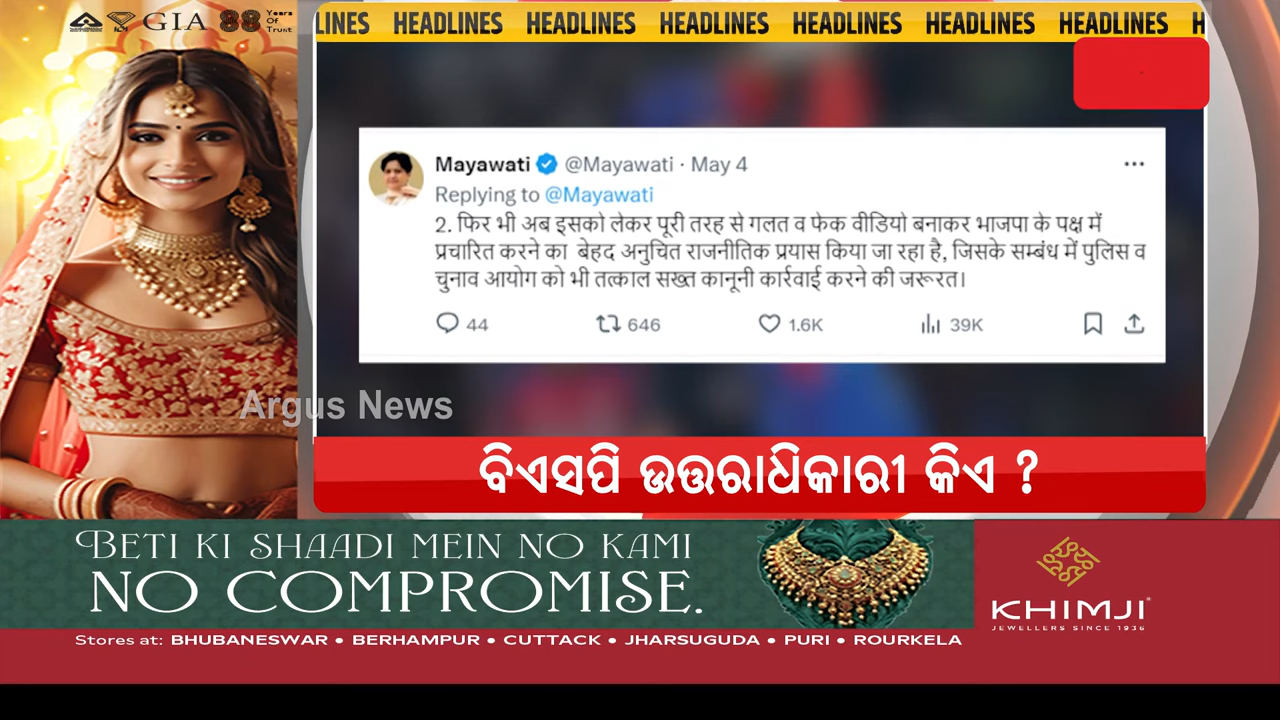 GIA 88 Years Of Trust
LINES HEADLINES HEADLINES HEADLINES HEADLINES HEADLINES HEADLINES H
Mayawati @Mayawati · May 4
Replying to @Mayawati
2. फिर भी अब इसको लेकर पूरी तरह से गलत व फेक वीडियो बनाकर भाजपा के पक्ष में
प्रचारित करने का बेहद अनुचित राजनीतिक प्रयास किया जा रहा है, जिसके सम्बंध में पुलिस व
चुनाव आयोग को भी तत्काल सख्त कानूनी कार्रवाई करने की जरूरत।
44 646 1.6K 39K
Argus News
ବିଏସପି ଉତ୍ତରାଧିକାରୀ କିଏ ?
BETI KI SHAADI MEIN NO KAMI
NO COMPROMISE.
KHIMJI
JEWELLERS SINCE 1936
Stores at: BHUBANESWAR • BERHAMPUR • CUTTACK • JHARSUGUDA • PURI • ROURKELA